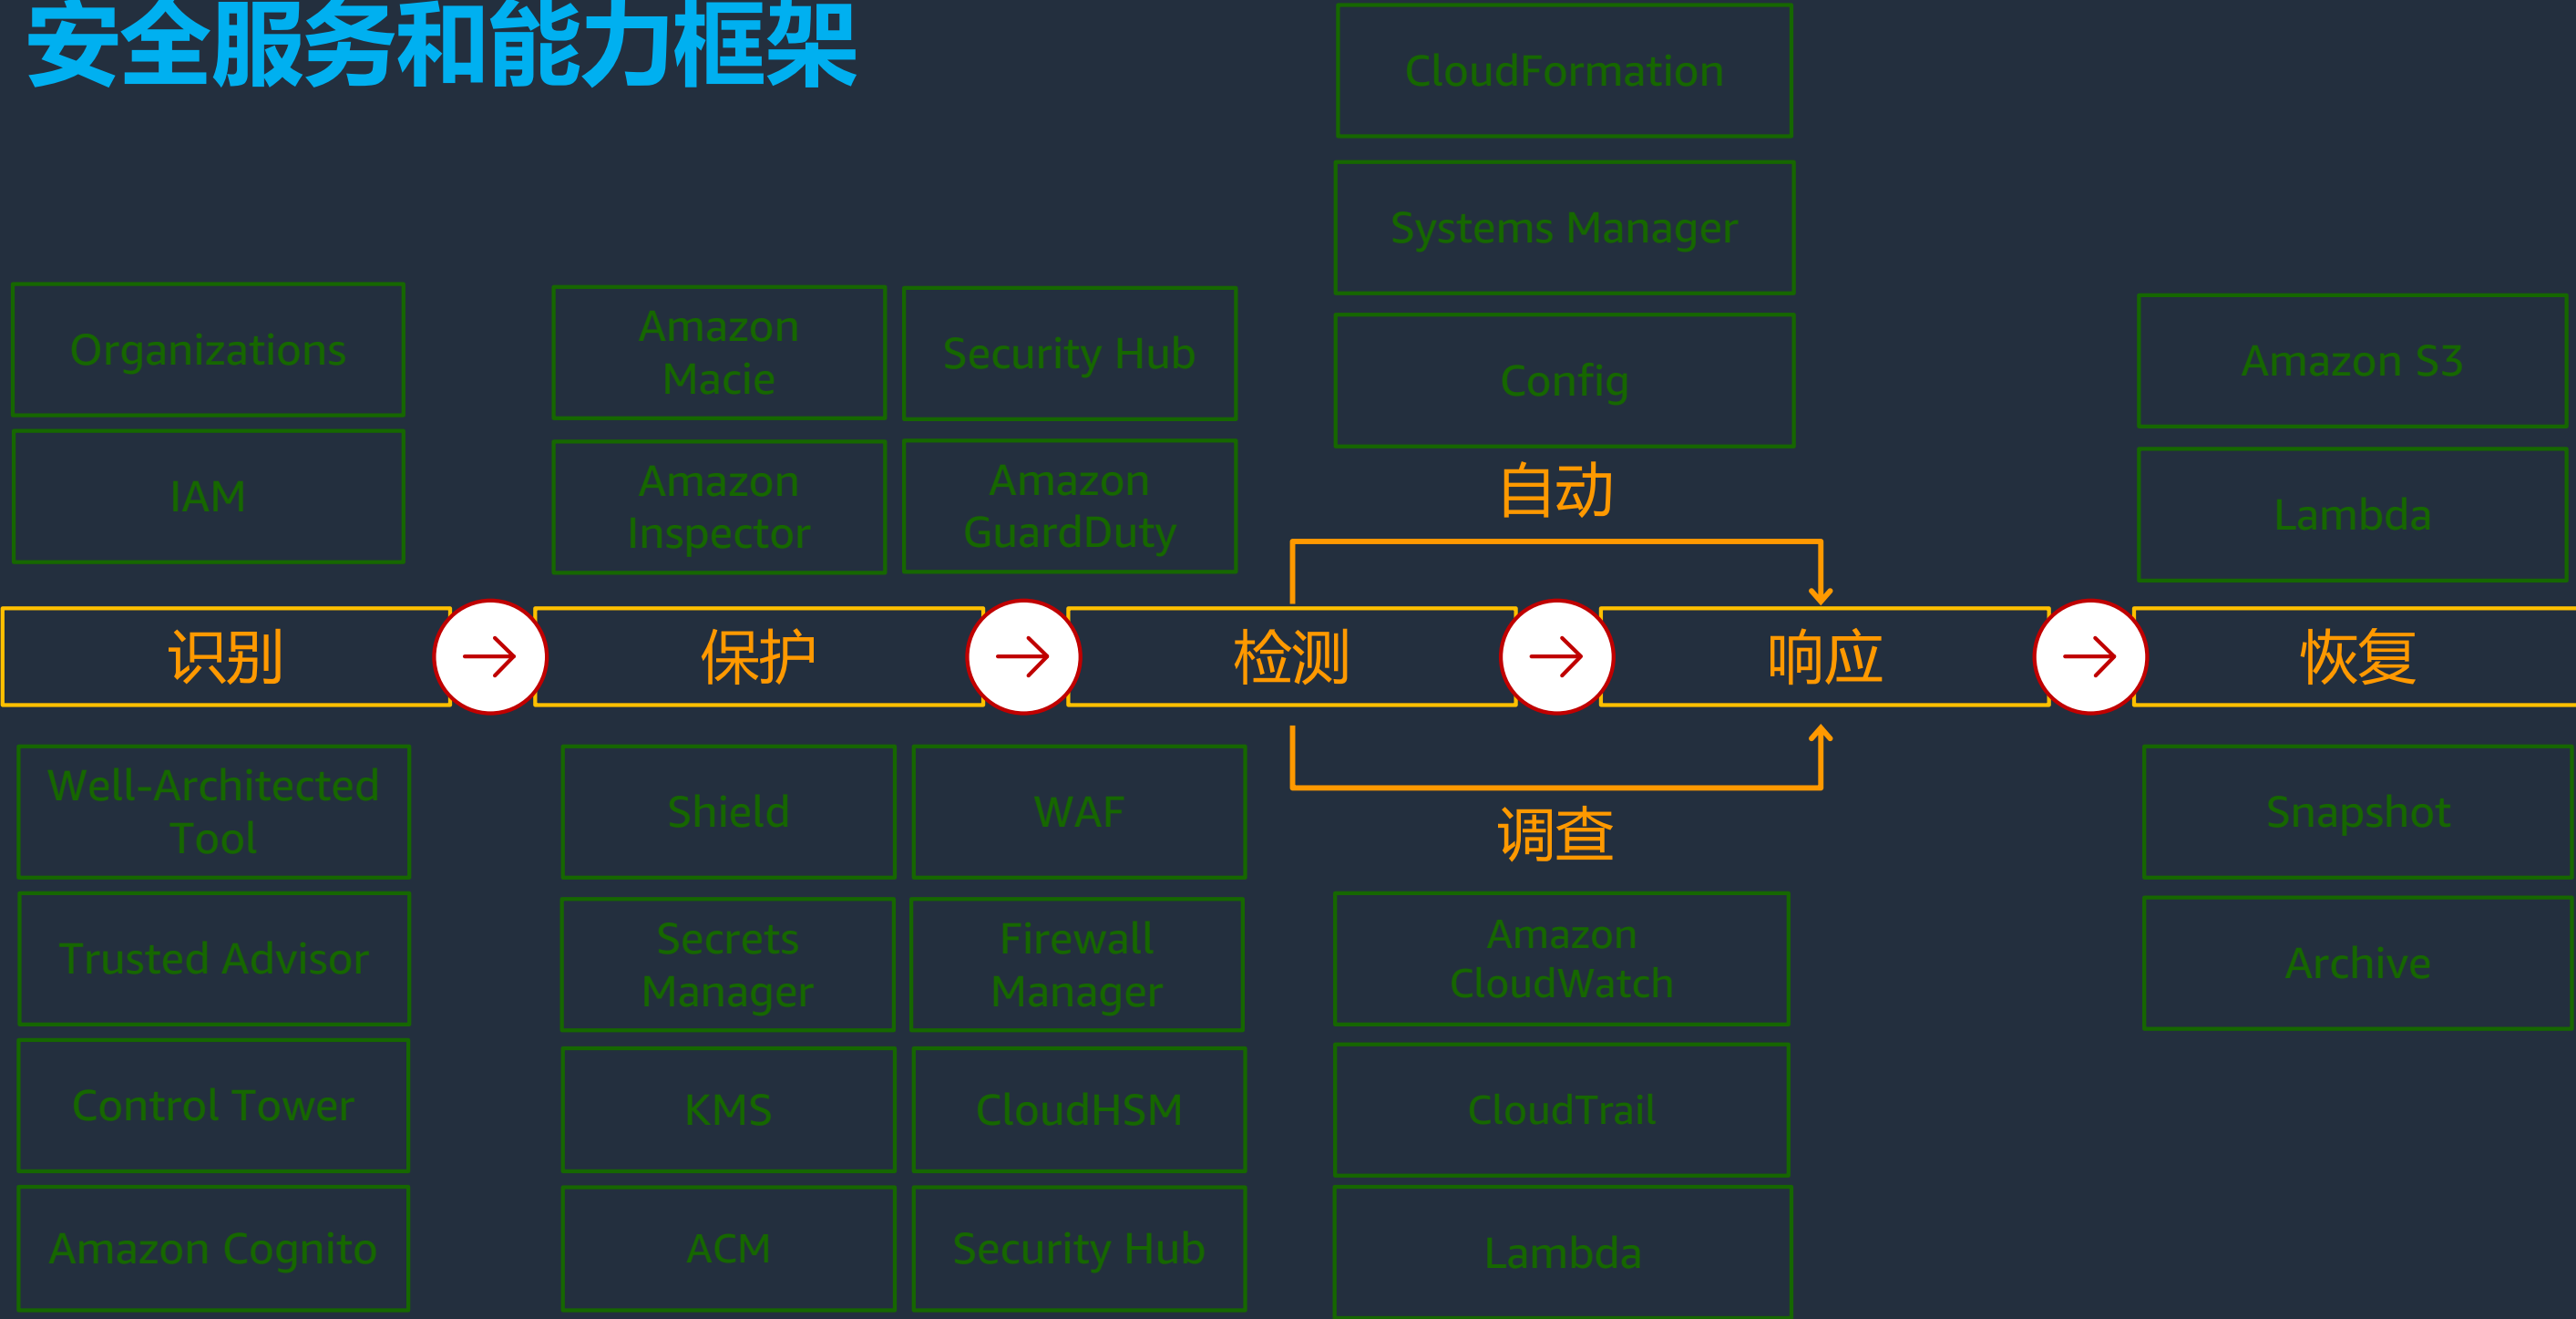 安全服务和能力框架
CloudFormation
Systems Manager
Config
自动
Organizations
IAM
Amazon
Macie
Security Hub
Amazon
Inspector
Amazon
GuardDuty
Amazon S3
Lambda
识别
保护
检测
响应
恢复
Well-Architected
Tool
Trusted Advisor
Control Tower
Amazon Cognito
Shield
WAF
Secrets
Manager
Firewall
Manager
KMS
CloudHSM
ACM
Security Hub
调查
Amazon
CloudWatch
CloudTrail
Lambda
Snapshot
Archive